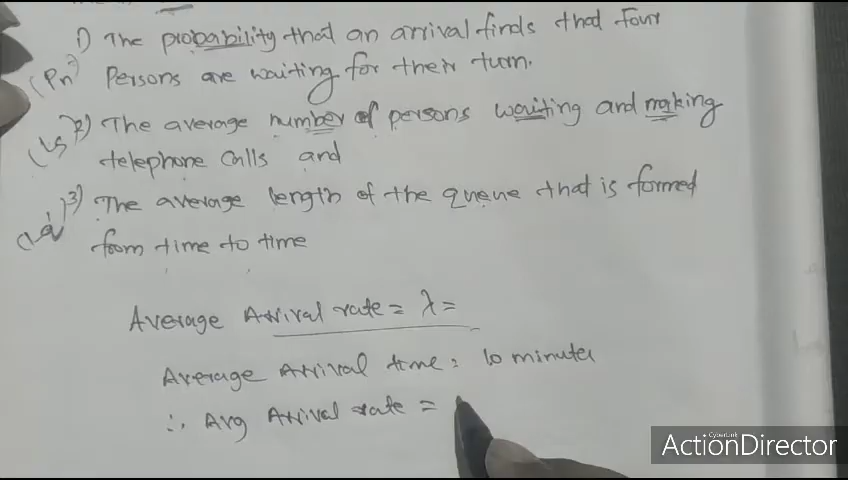 1) The probability that an arrival finds that Four
(Pn) Persons are waiting for their turn.
2) The average number of persons waiting and making
(Ls telephone calls and
3) The average length of the queue that is formed
from time to time
Average Arrival rate = λ =
Average Arrival time = 10 minutes
∴ Avg Arrival rate =
CyberLink
ActionDirector